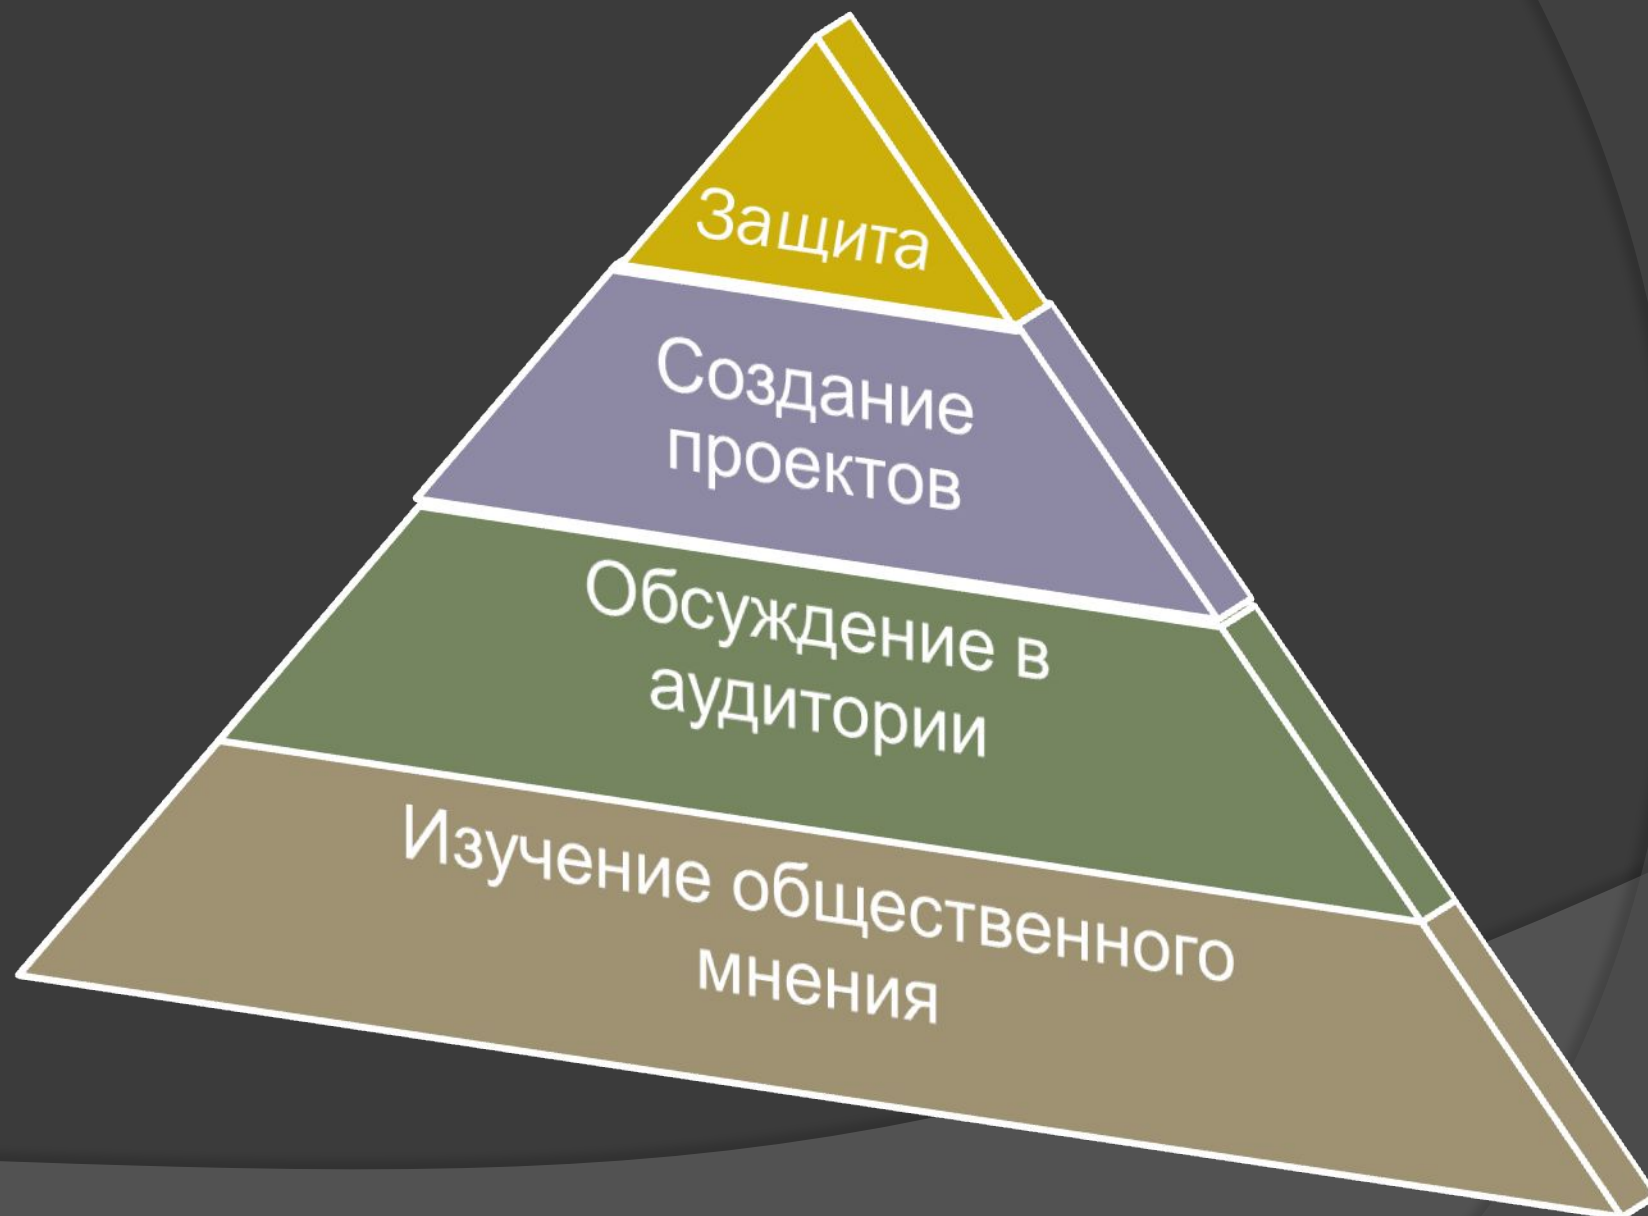 Защита
Создание
проектов
Обсуждение в
аудитории
Изучение общественного
мнения